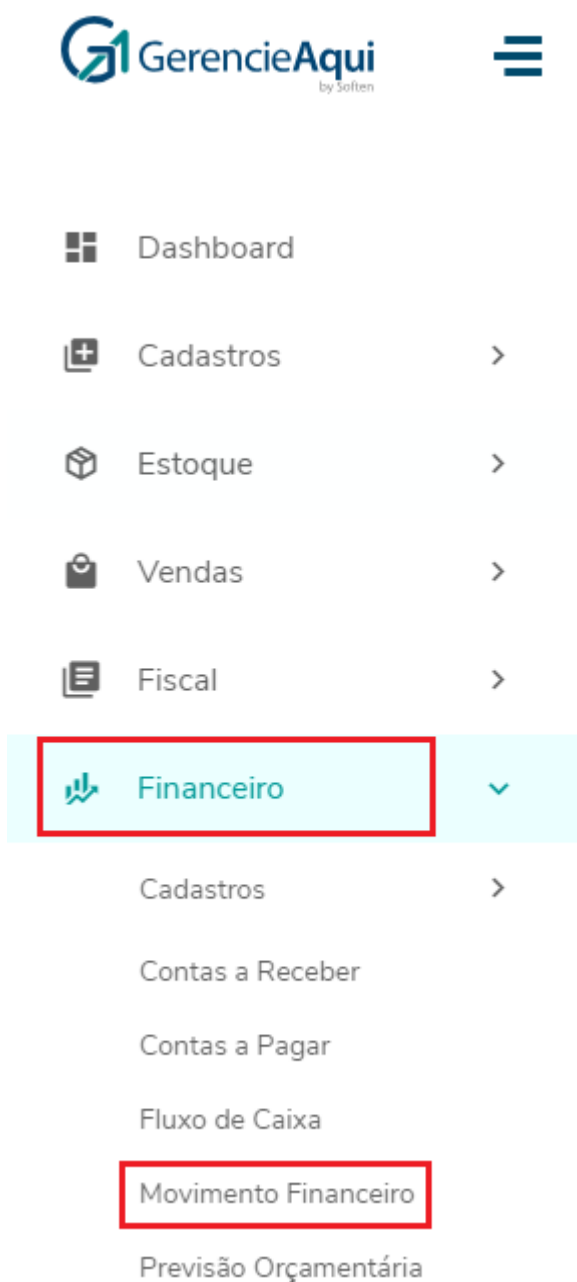 GerencieAqui
by Soften
Dashboard
Cadastros
Estoque
Vendas
Fiscal
Financeiro
Cadastros
Contas a Receber
Contas a Pagar
Fluxo de Caixa
Movimento Financeiro
Previsão Orçamentária